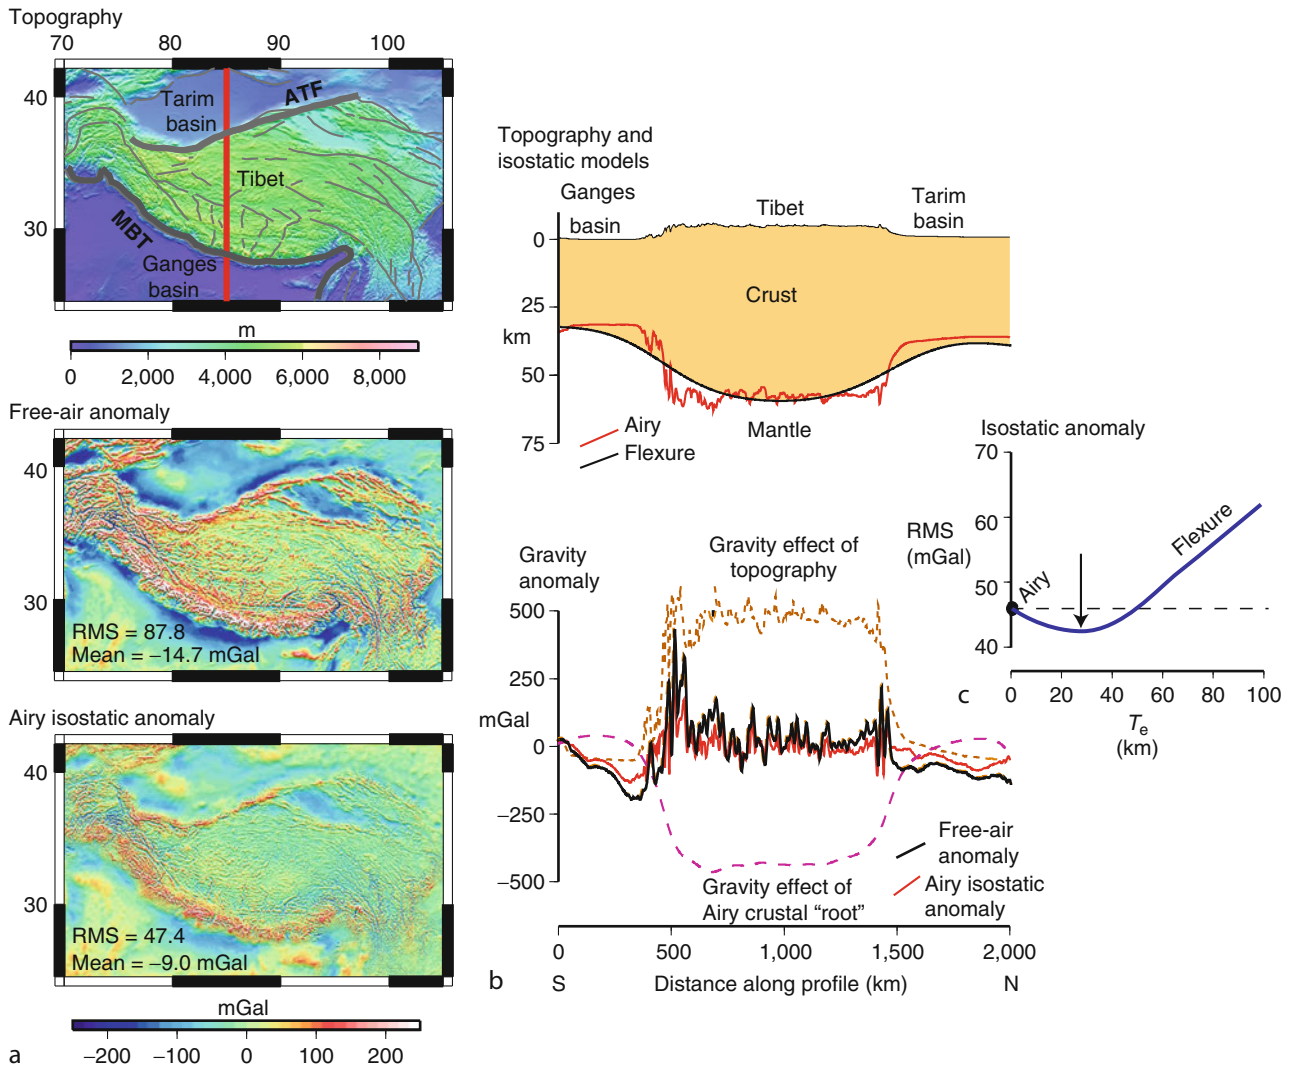 Topography
70 80 90 100
40
30
Tarim
basin
ATF
Tibet
MBT
Ganges
basin
m
0 2,000 4,000 6,000 8,000
Free-air anomaly
40
30
RMS = 87.8
Mean = −14.7 mGal
Airy isostatic anomaly
40
30
RMS = 47.4
Mean = −9.0 mGal
mGal
−200 −100 0 100 200
a
Topography and
isostatic models
Ganges
basin
Tibet
Tarim
basin
0
25
km
50
75
Crust
Mantle
Airy
Flexure
Gravity
anomaly
500
250
mGal
0
−250
−500
Gravity effect of
topography
Gravity effect of
Airy crustal “root”
Free-air
anomaly
Airy isostatic
anomaly
0 500 1,000 1,500 2,000
b
S Distance along profile (km) N
Isostatic anomaly
70
60
RMS
(mGal)
50
40
Airy
Flexure
c
0 20 40 60 80 100
Te
(km)